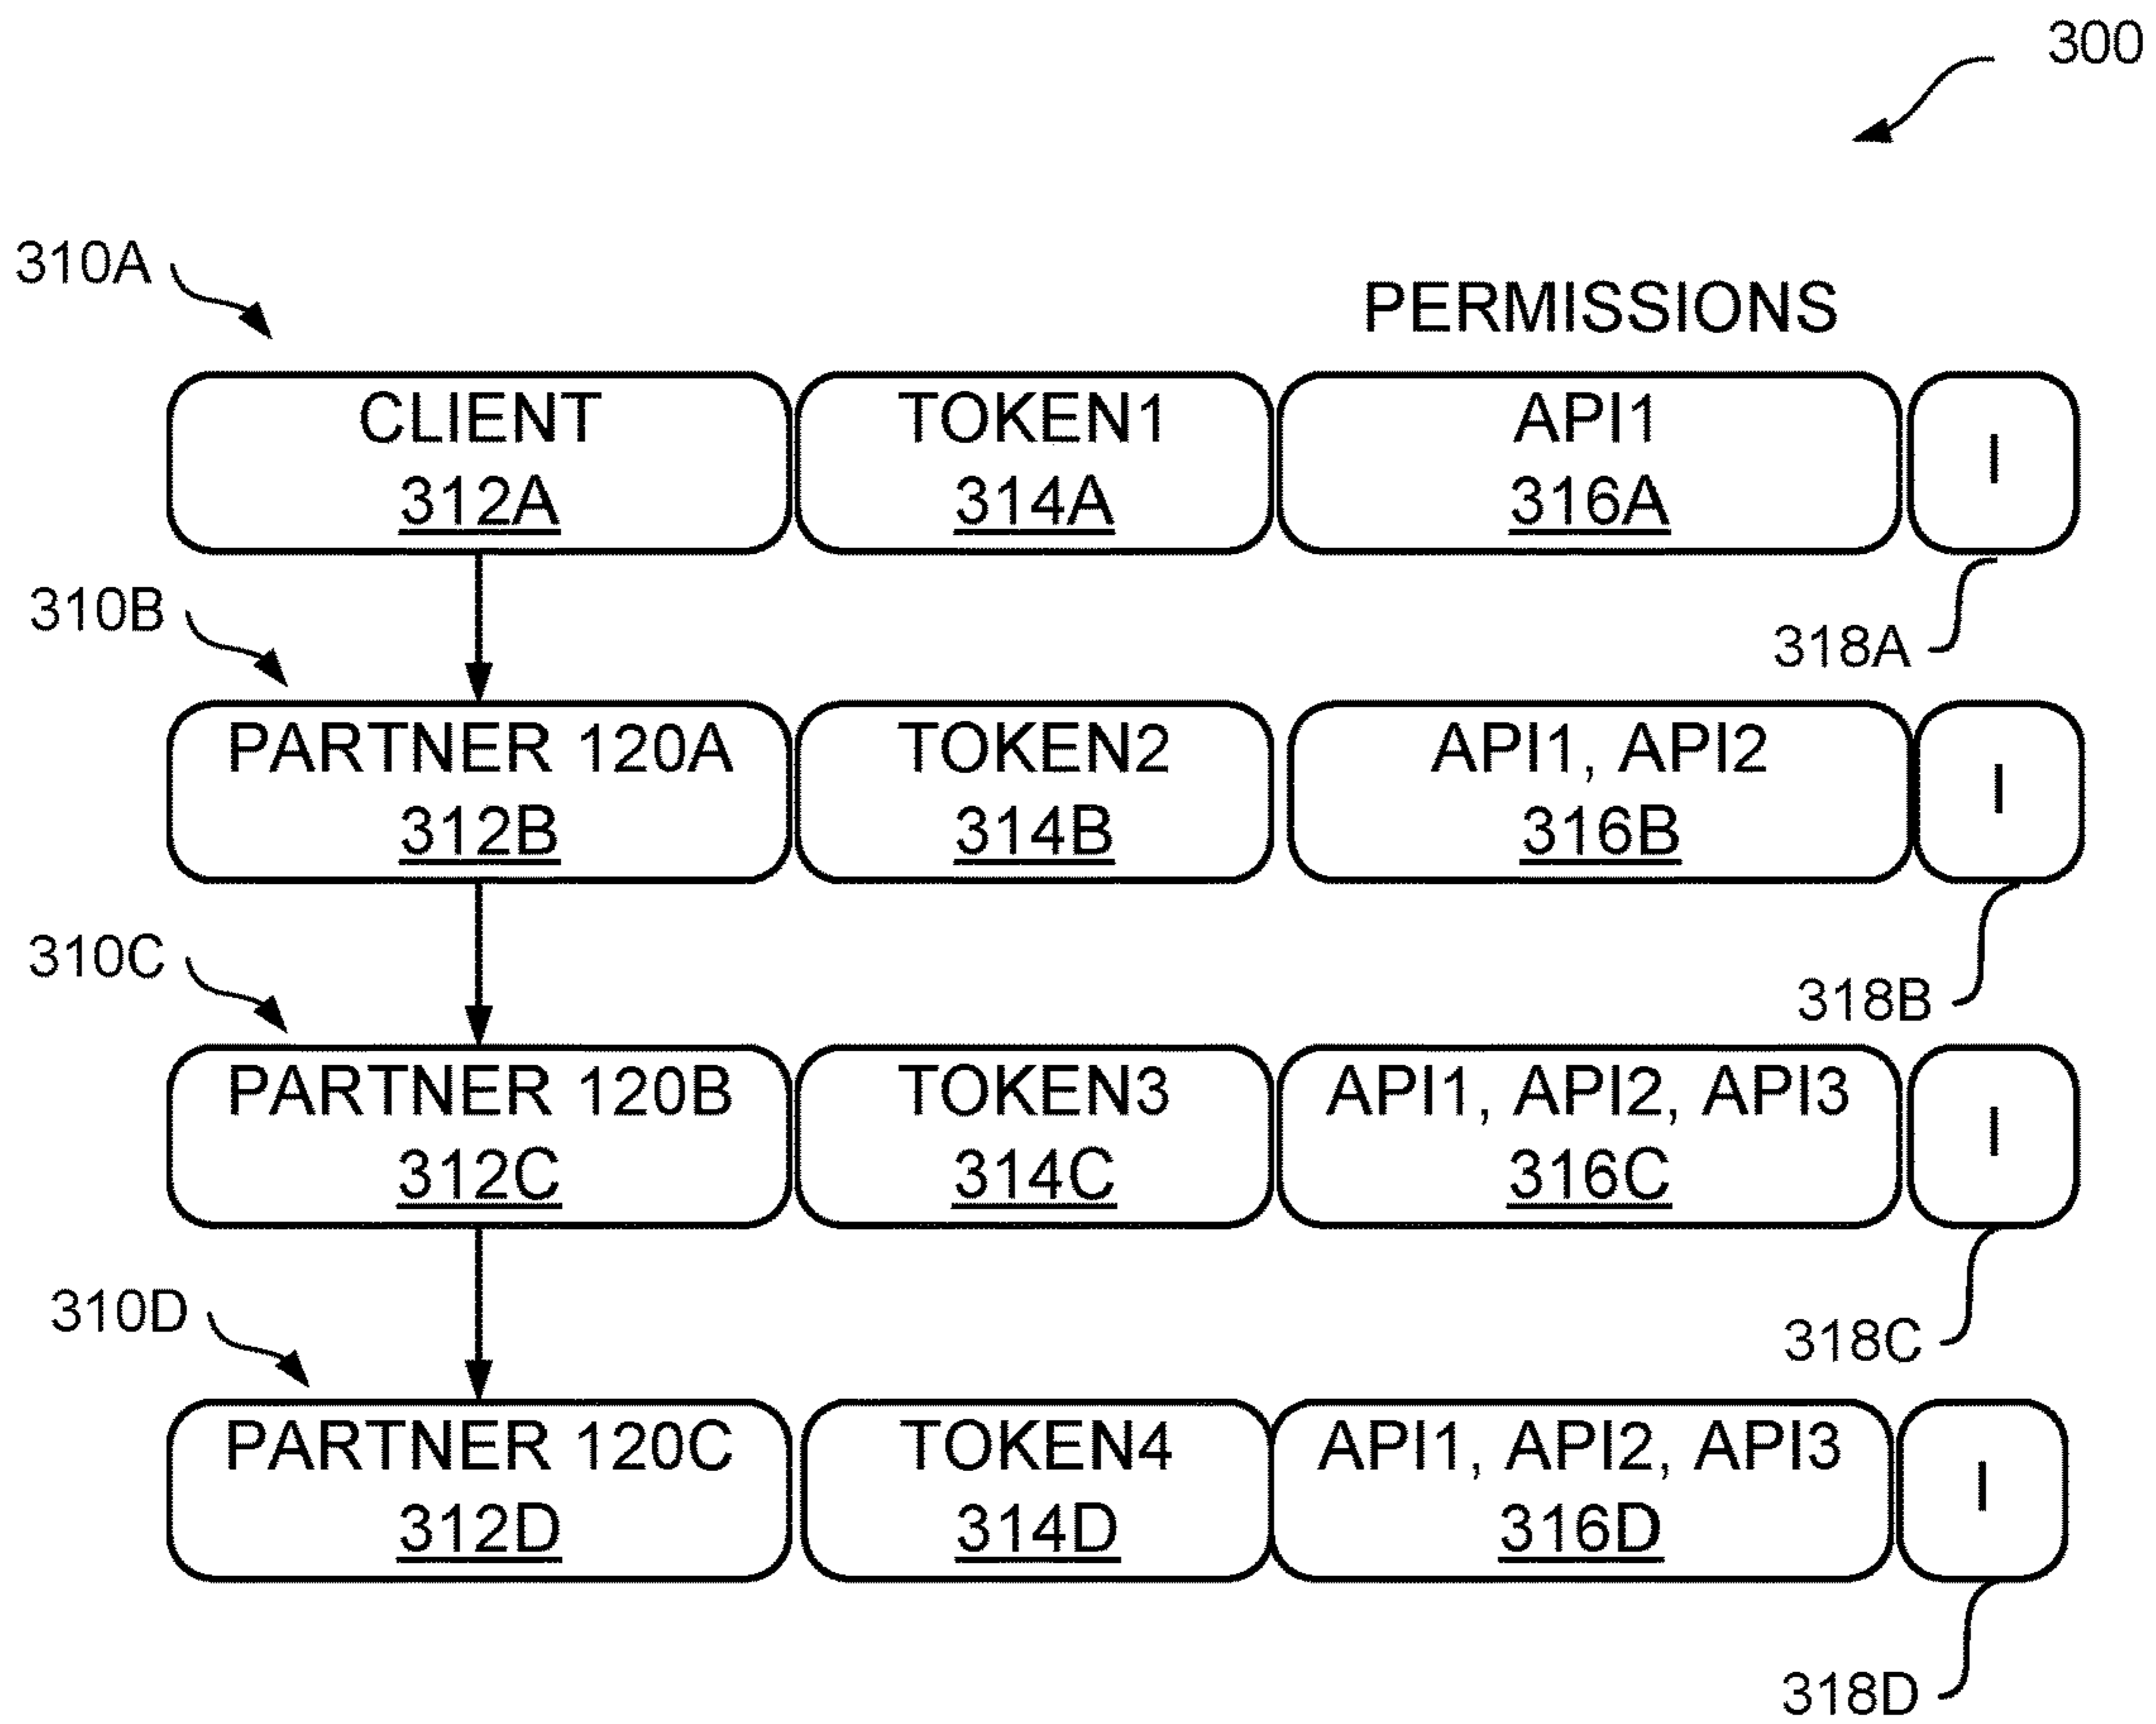 300
310A
PERMISSIONS
CLIENT
312A
TOKEN1
314A
API1
316A
I
318A
310B
PARTNER 120A
312B
TOKEN2
314B
API1, API2
316B
I
318B
310C
PARTNER 120B
312C
TOKEN3
314C
API1, API2, API3
316C
I
318C
310D
PARTNER 120C
312D
TOKEN4
314D
API1, API2, API3
316D
I
318D